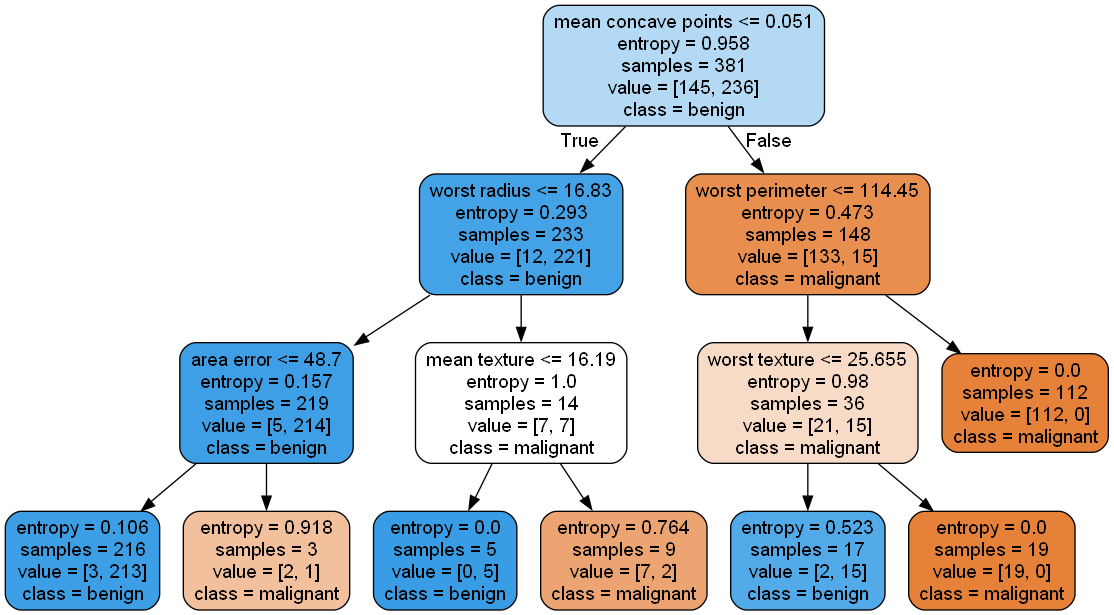 mean concave points <= 0.051
entropy = 0.958
samples = 381
value = [145, 236]
class = benign
True
False
worst radius <= 16.83
entropy = 0.293
samples = 233
value = [12, 221]
class = benign
worst perimeter <= 114.45
entropy = 0.473
samples = 148
value = [133, 15]
class = malignant
area error <= 48.7
entropy = 0.157
samples = 219
value = [5, 214]
class = benign
mean texture <= 16.19
entropy = 1.0
samples = 14
value = [7, 7]
class = malignant
worst texture <= 25.655
entropy = 0.98
samples = 36
value = [21, 15]
class = malignant
entropy = 0.0
samples = 112
value = [112, 0]
class = malignant
entropy = 0.106
samples = 216
value = [3, 213]
class = benign
entropy = 0.918
samples = 3
value = [2, 1]
class = malignant
entropy = 0.0
samples = 5
value = [0, 5]
class = benign
entropy = 0.764
samples = 9
value = [7, 2]
class = malignant
entropy = 0.523
samples = 17
value = [2, 15]
class = benign
entropy = 0.0
samples = 19
value = [19, 0]
class = malignant